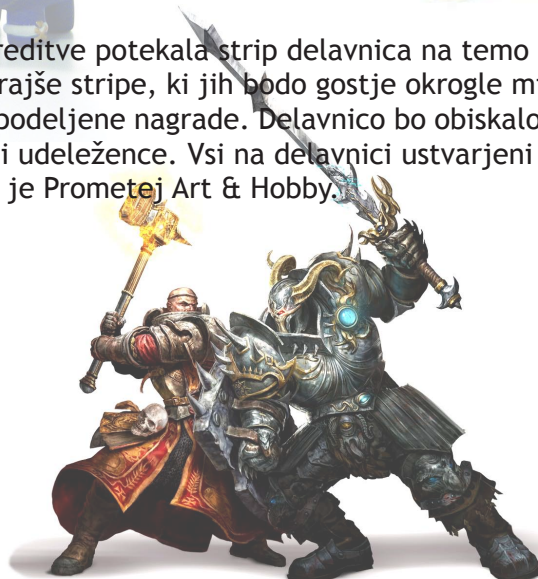 reditve potekala strip delavnica na temo
rajše stripe, ki jih bodo gostje okrogle mi
podeljene nagrade. Delavnico bo obiskalo
i udeležence. Vsi na delavnici ustvarjeni
je Prometej Art & Hobby.